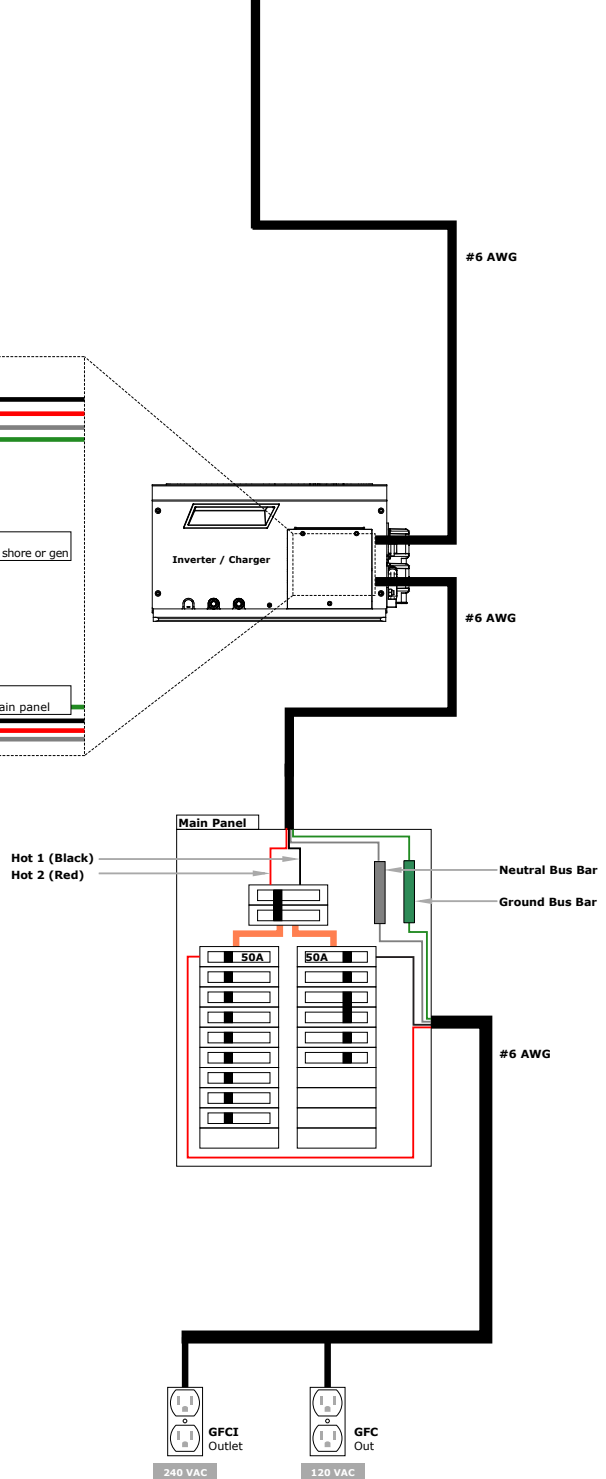 #6 AWG
shore or gen
Inverter / Charger
#6 AWG
ain panel
Main Panel
Hot 1 (Black)
Hot 2 (Red)
Neutral Bus Bar
Ground Bus Bar
50A
50A
#6 AWG
GFCI
Outlet
GFC
Out
240 VAC
120 VAC